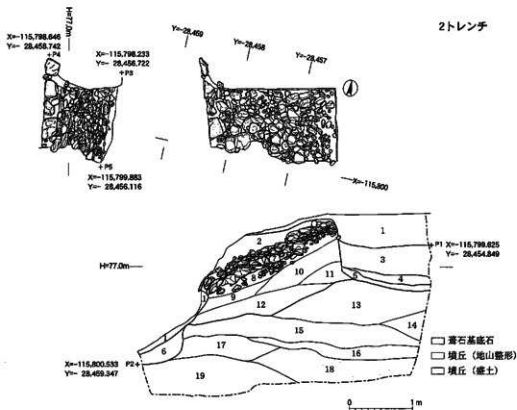 2トレンチ
H=77.0m
X=-115,798.646
Y=- 28,458.742
+P4
X=-115,798.233
Y=- 28,458.722
+P3
+P5
X=-115,799.883
Y=- 28,456.116
Y=-28,459
Y=-28,458
Y=-28,457
X=-115,800
1
2
P1 X=-115,799.625
Y=- 28,454.849
3
H=77.0m
10
11
5
4
8
9
12
13
7
15
14
6
17
16
X=-115,800.533
Y=- 28,459.347
P2+
19
18
葺石基底石
墳丘(地山整形)
墳丘(盛土)
0 1m